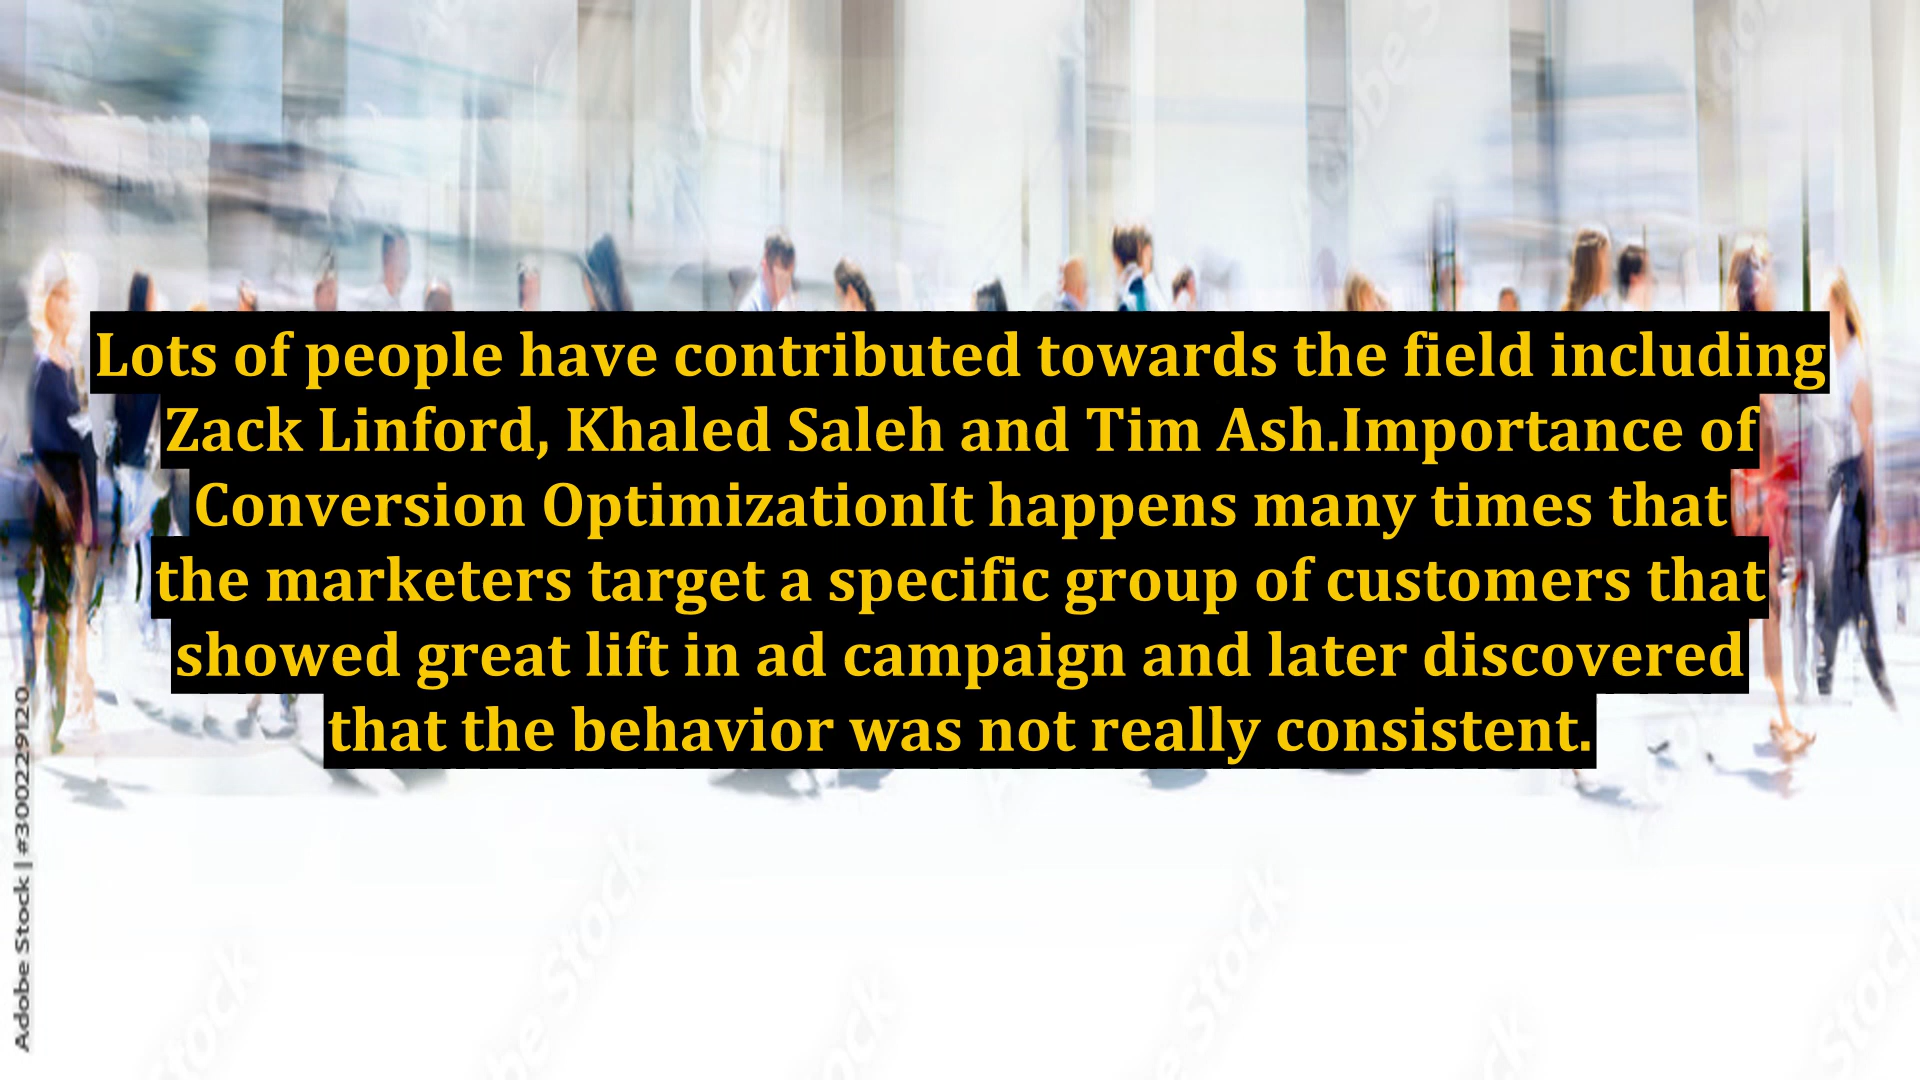 Lots of people have contributed towards the field including
Zack Linford, Khaled Saleh and Tim Ash.Importance of
Conversion OptimizationIt happens many times that
the marketers target a specific group of customers that
showed great lift in ad campaign and later discovered
that the behavior was not really consistent.
Adobe Stock | #300229120